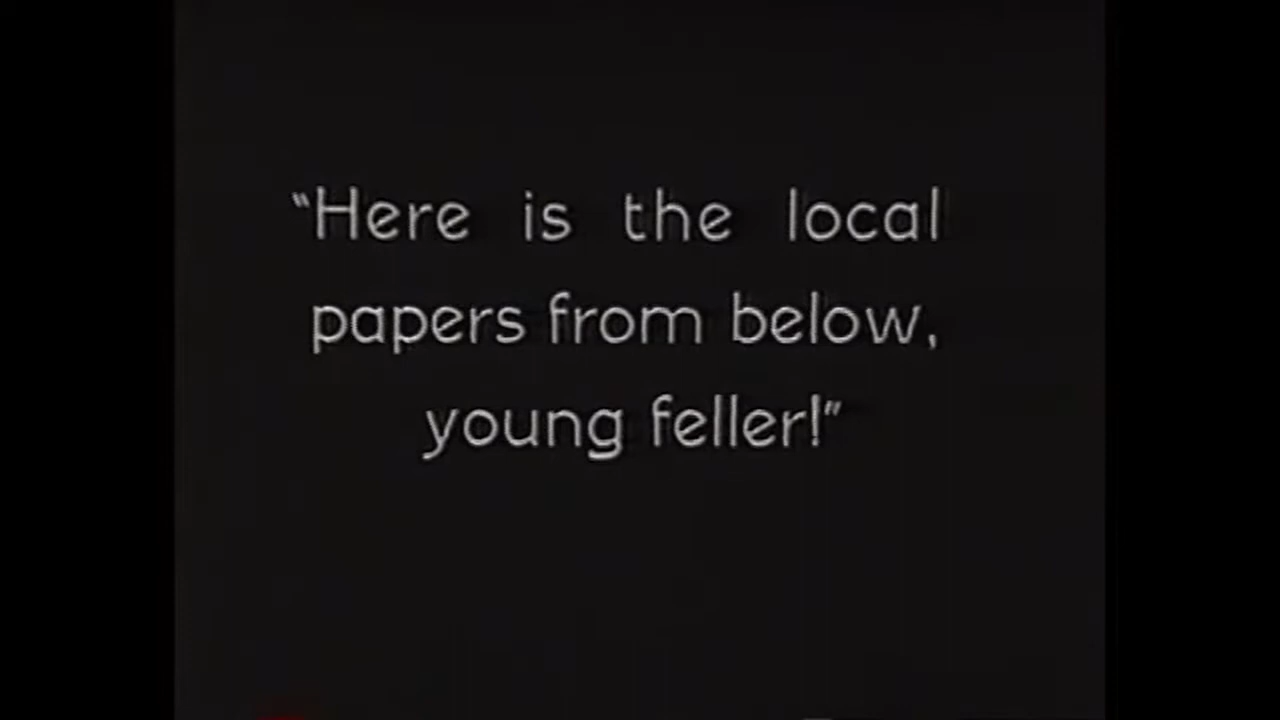 “Here is the local
papers from below,
young feller!”